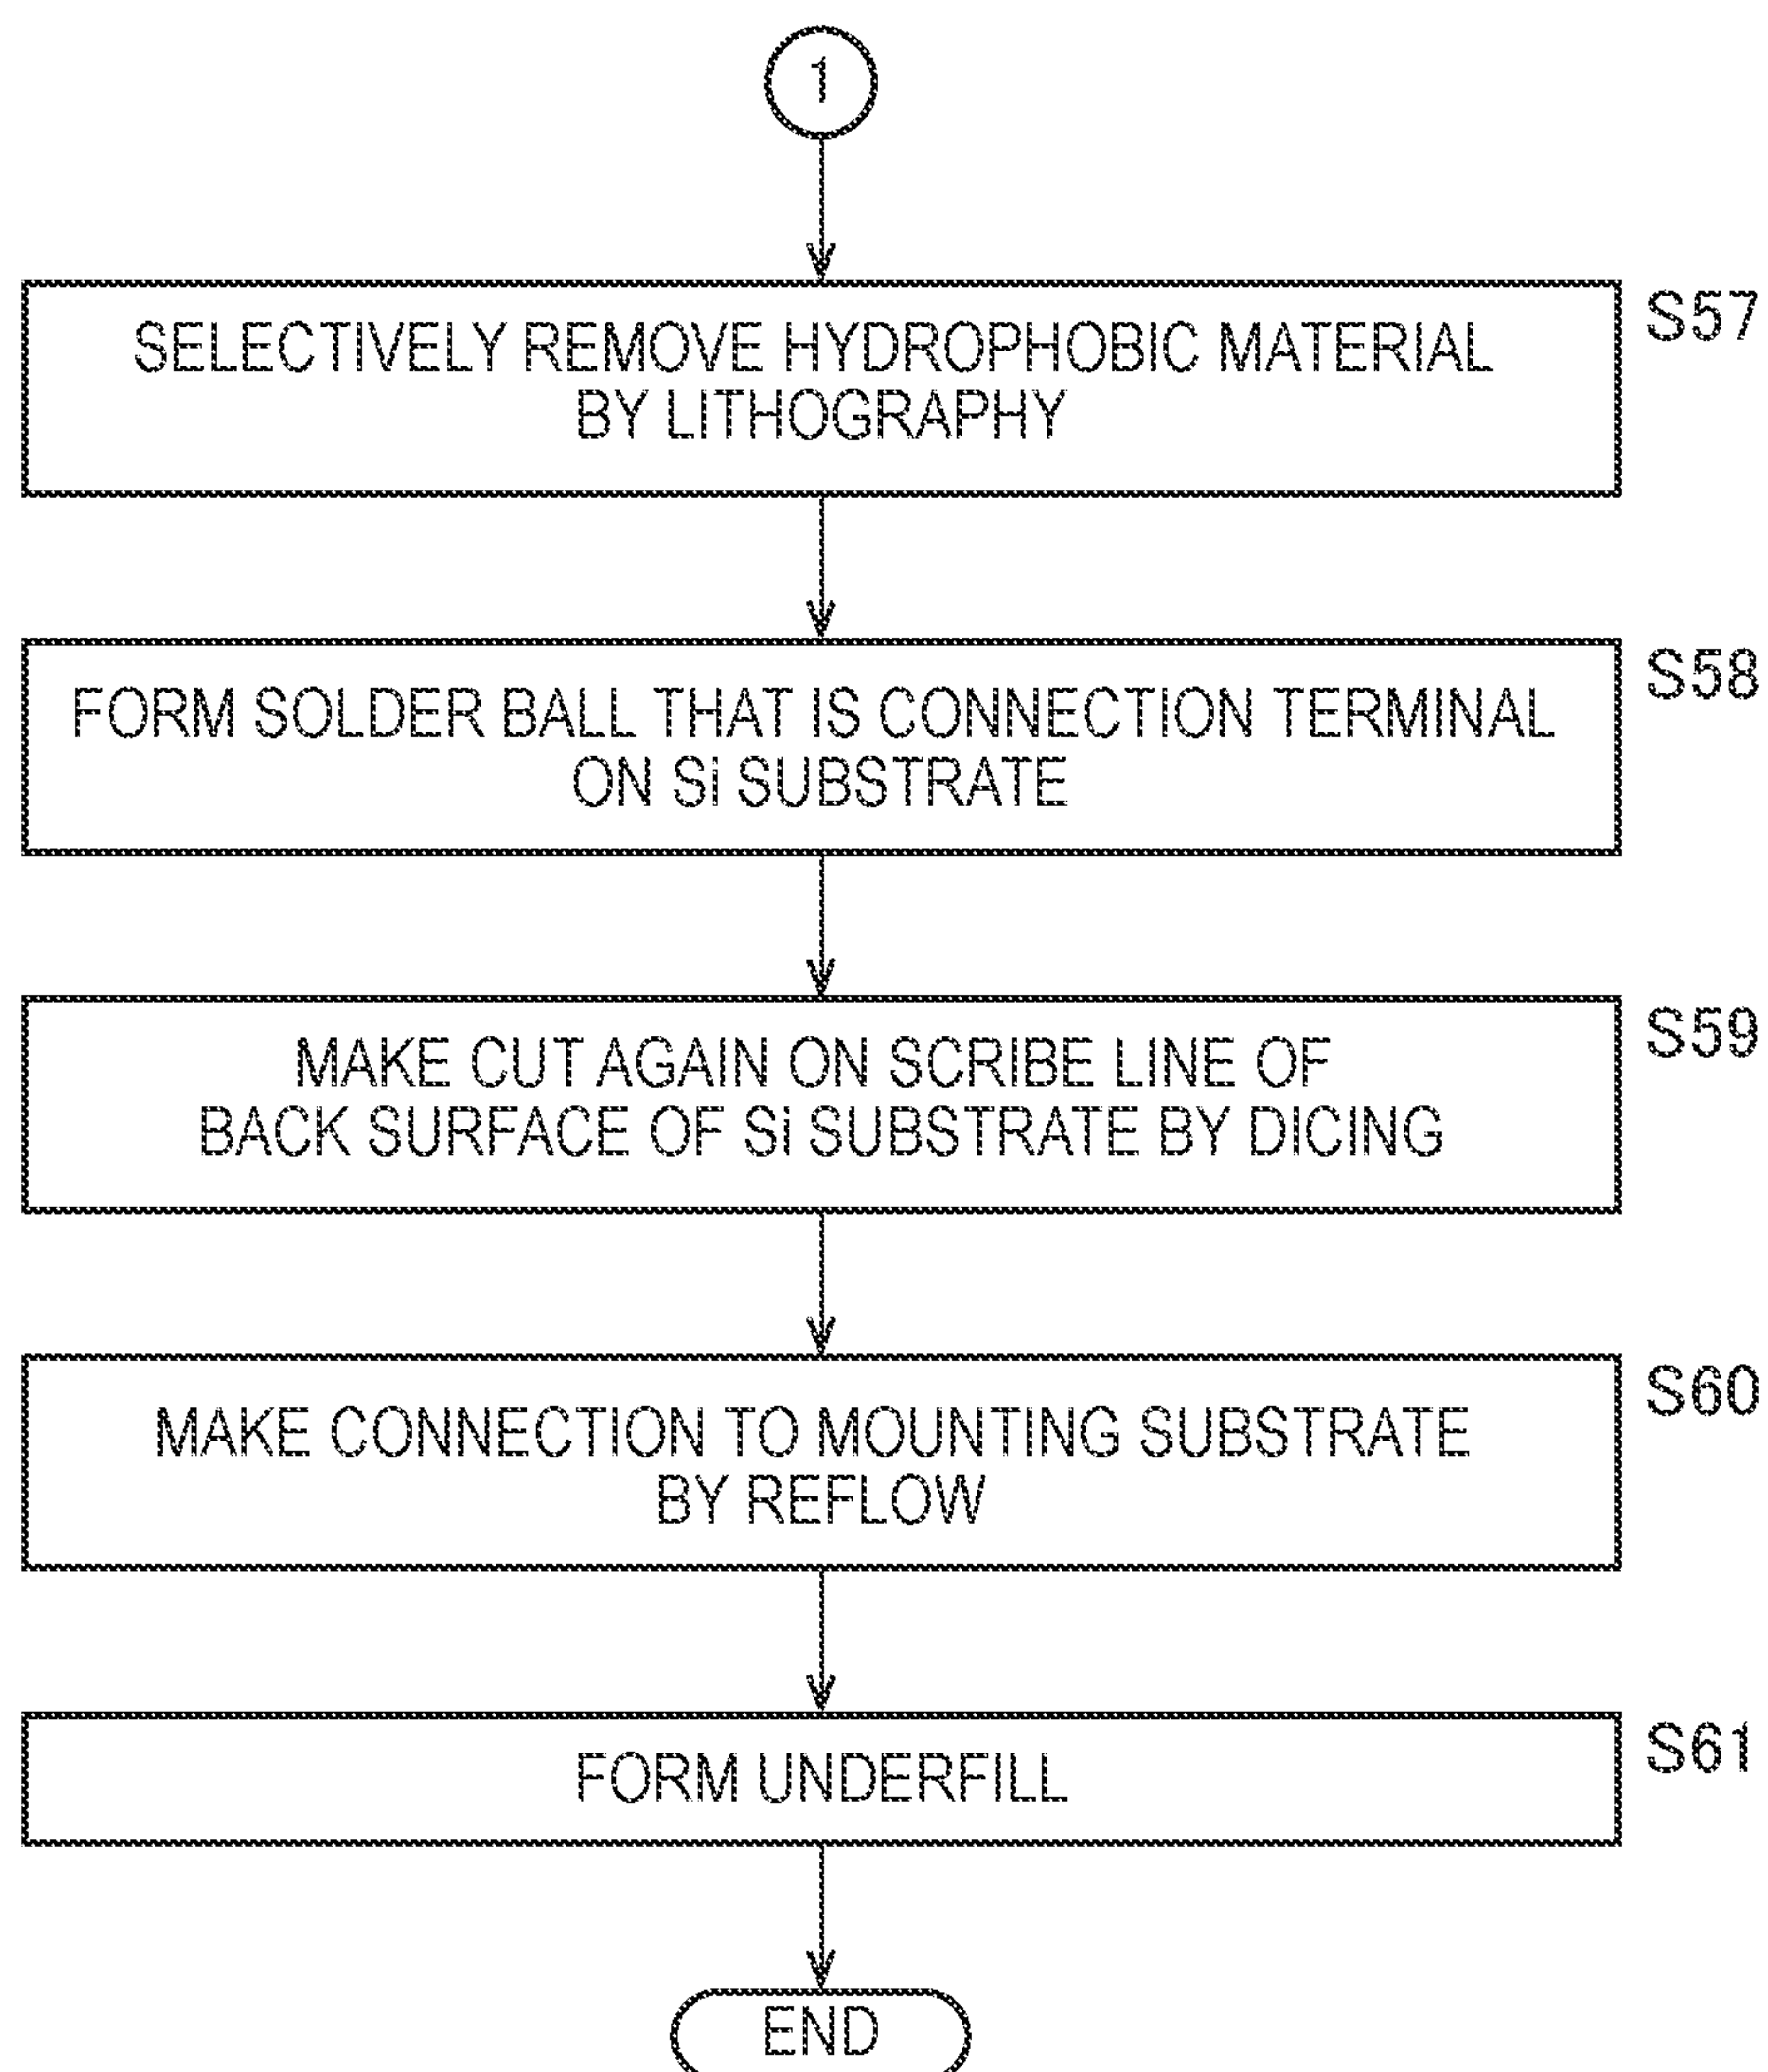 1
SELECTIVELY REMOVE HYDROPHOBIC MATERIAL
BY LITHOGRAPHY
S57
FORM SOLDER BALL THAT IS CONNECTION TERMINAL
ON Si SUBSTRATE
S58
MAKE CUT AGAIN ON SCRIBE LINE OF
BACK SURFACE OF Si SUBSTRATE BY DICING
S59
MAKE CONNECTION TO MOUNTING SUBSTRATE
BY REFLOW
S60
FORM UNDERFILL
S61
END